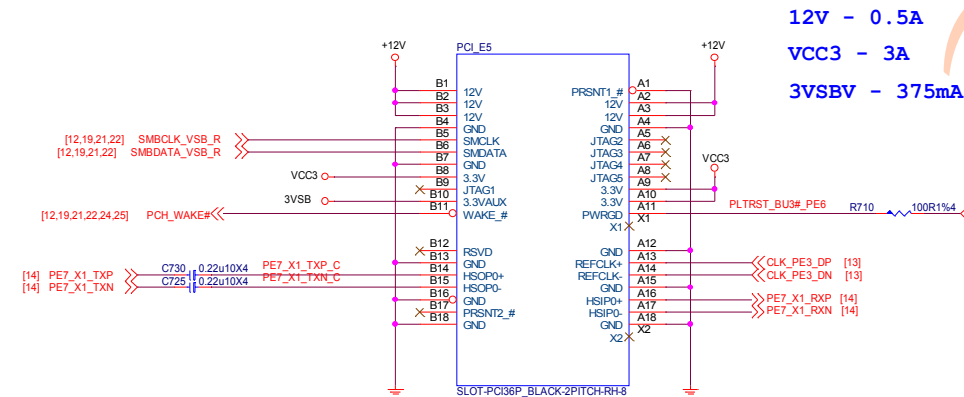 12V - 0.5A
VCC3 - 3A
3VSBV - 375mA
+12V
PCI_E5
+12V
B1 12V PRSNT1_# A1
B2 12V 12V A2
B3 12V 12V A3
B4 GND GND A4
[12,19,21,22] SMBCLK_VSB_R B5 SMCLK JTAG2 A5
[12,19,21,22] SMBDATA_VSB_R B6 SMDATA JTAG3 A6
B7 GND JTAG4 A7
VCC3 B8 3.3V JTAG5 A8 VCC3
B9 JTAG1 3.3V A9
3VSB B10 3.3VAUX 3.3V A10
[12,19,21,22,24,25] PCH_WAKE# B11 WAKE_# PWRGD A11 PLTRST_BU3#_PE6 R710 100R1%4
X1 X1
B12 RSVD GND A12
B13 GND REFCLK+ A13 CLK_PE3_DP [13]
[14] PE7_X1_TXP C730 0.22u10X4 PE7_X1_TXP_C B14 HSOP0+ REFCLK- A14 CLK_PE3_DN [13]
[14] PE7_X1_TXN C725 0.22u10X4 PE7_X1_TXN_C B15 HSOP0- GND A15
B16 GND HSIP0+ A16 PE7_X1_RXP [14]
B17 PRSNT2_# HSIP0- A17 PE7_X1_RXN [14]
B18 GND GND A18
X2 X2
SLOT-PCI36P_BLACK-2PITCH-RH-8